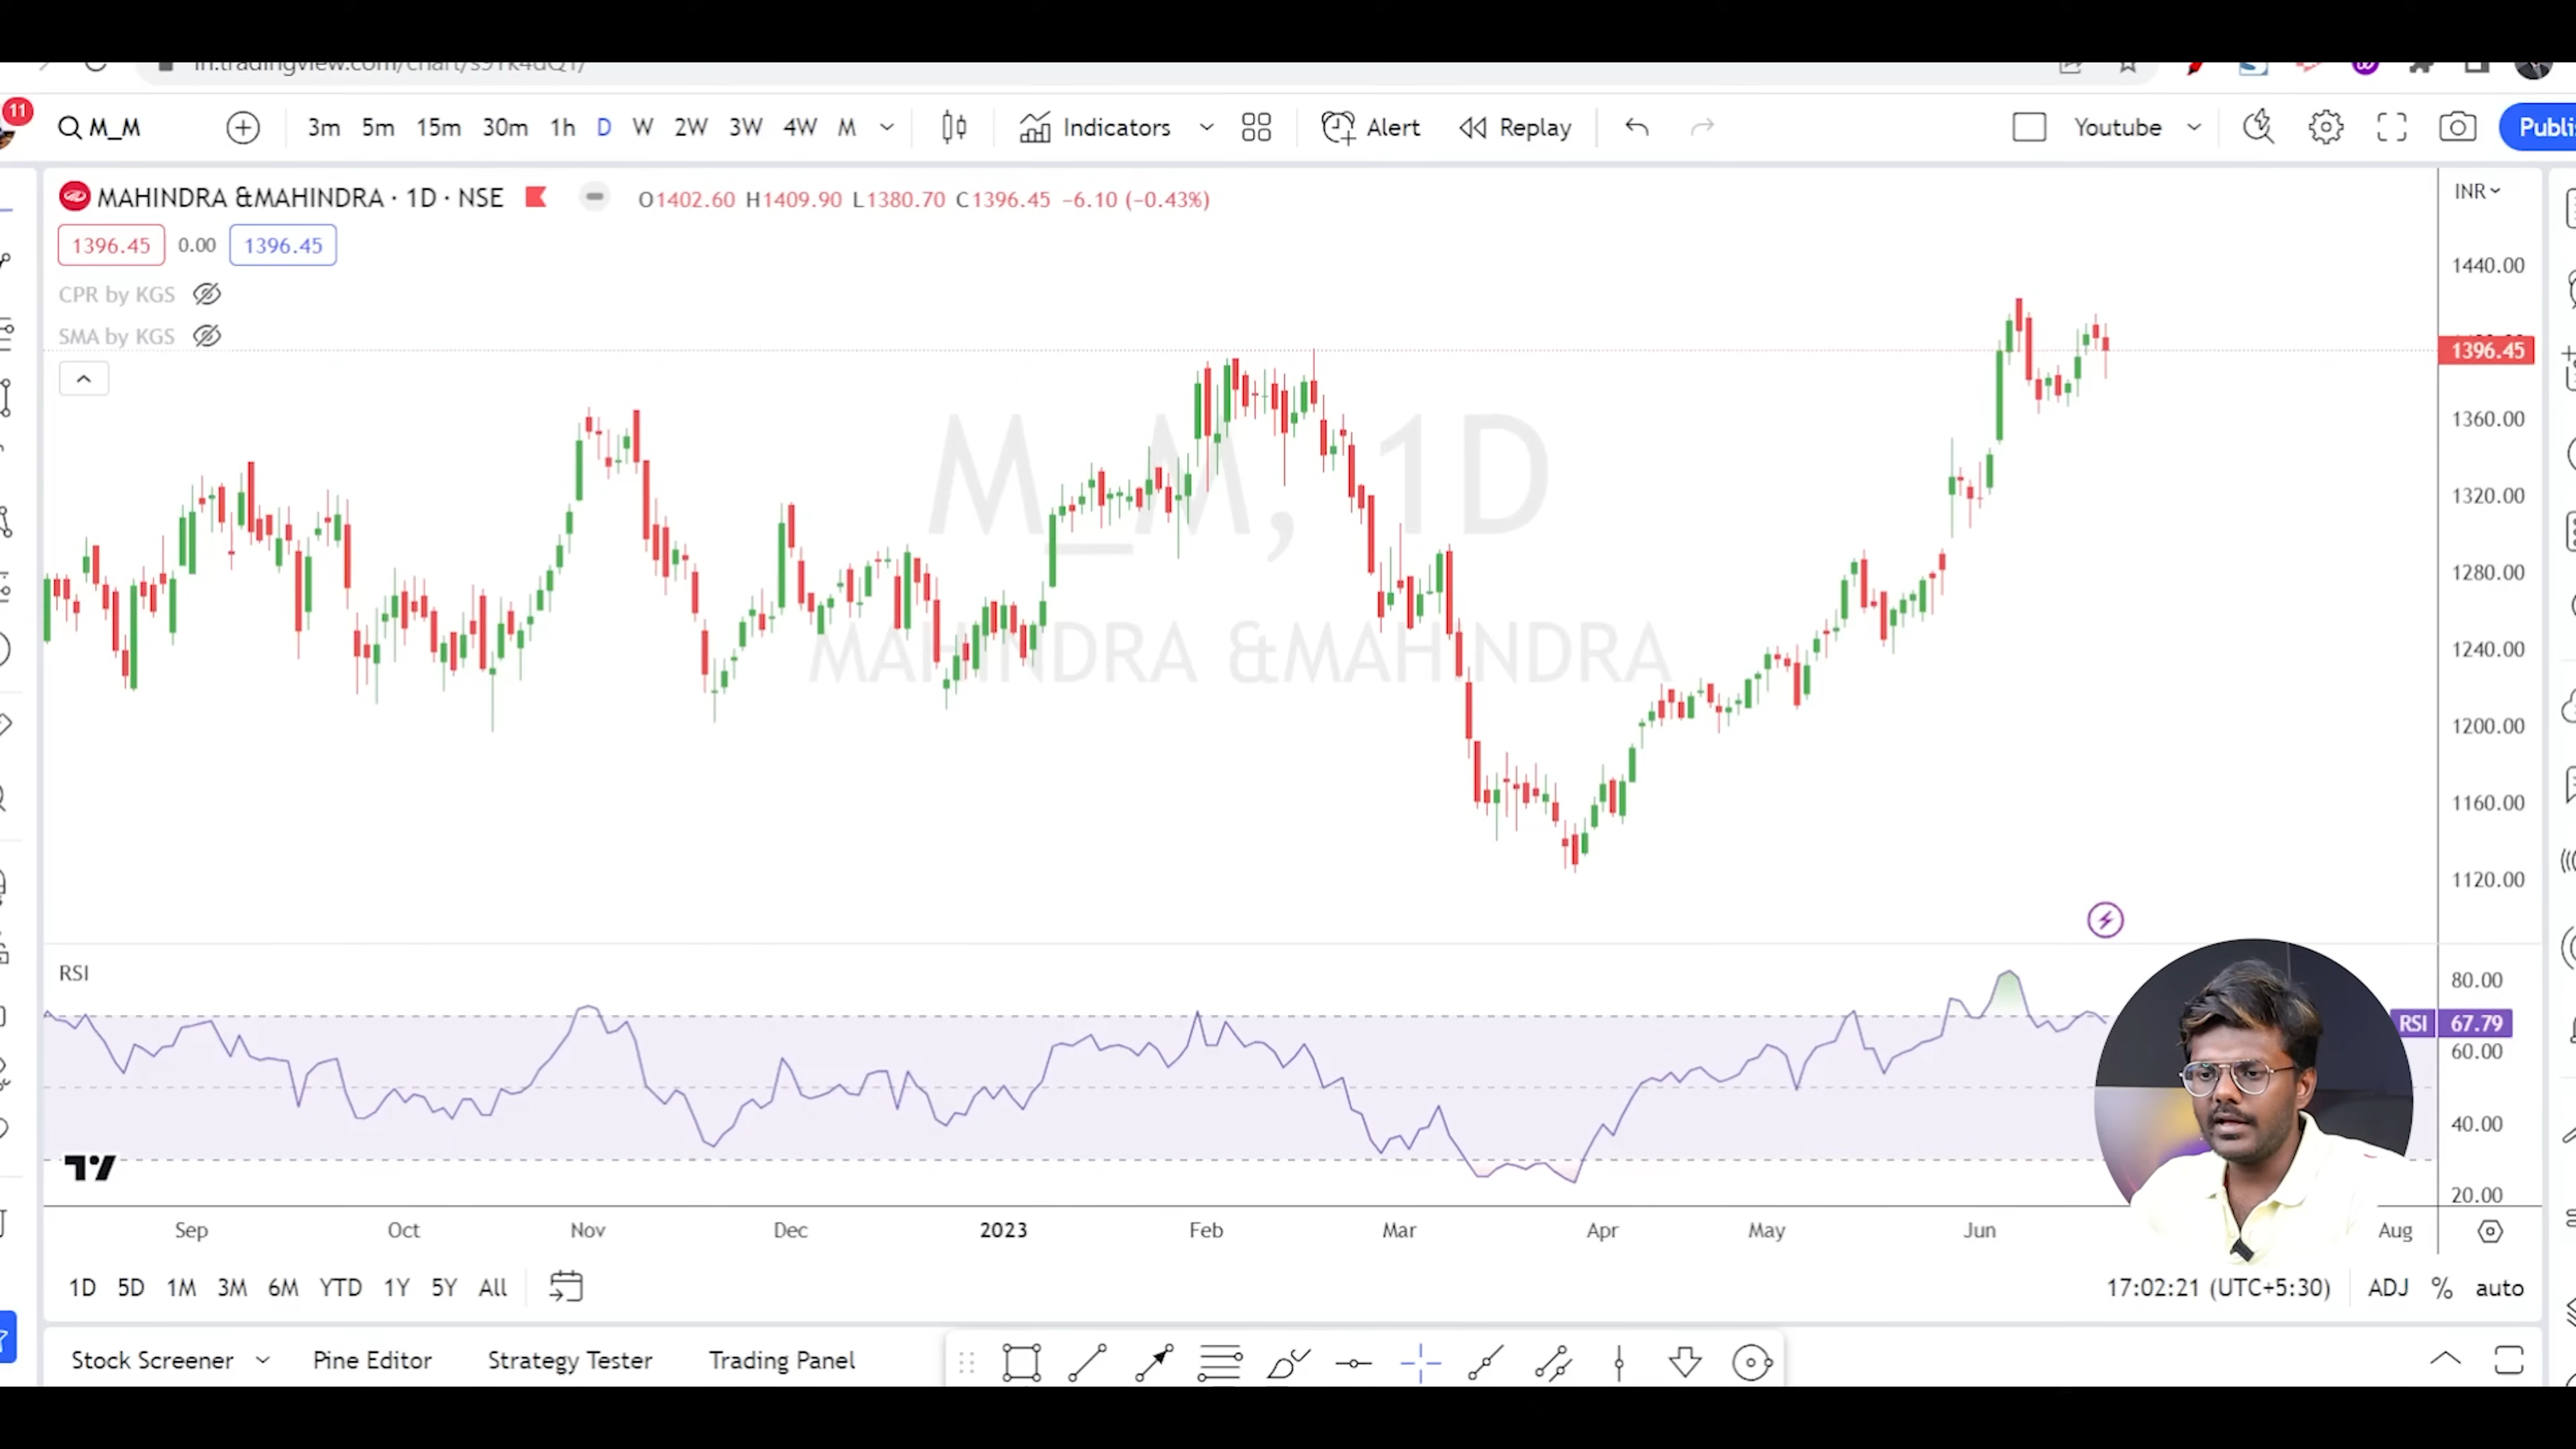 11
M_M
3m 5m 15m 30m 1h D W 2W 3W 4W M
Indicators
Alert
Replay
Youtube
MAHINDRA &MAHINDRA · 1D · NSE
O1402.60 H1409.90 L1380.70 C1396.45 −6.10 (−0.43%)
INR
1396.45 0.00 1396.45
CPR by KGS
SMA by KGS
M_M, 1D
MAHINDRA &MAHINDRA
1440.00
1396.45
1360.00
1320.00
1280.00
1240.00
1200.00
1160.00
1120.00
RSI
80.00
RSI 67.79
60.00
40.00
20.00
Sep Oct Nov Dec 2023 Feb Mar Apr May Jun Aug
1D 5D 1M 3M 6M YTD 1Y 5Y All
17:02:21 (UTC+5:30) ADJ % auto
Stock Screener Pine Editor Strategy Tester Trading Panel